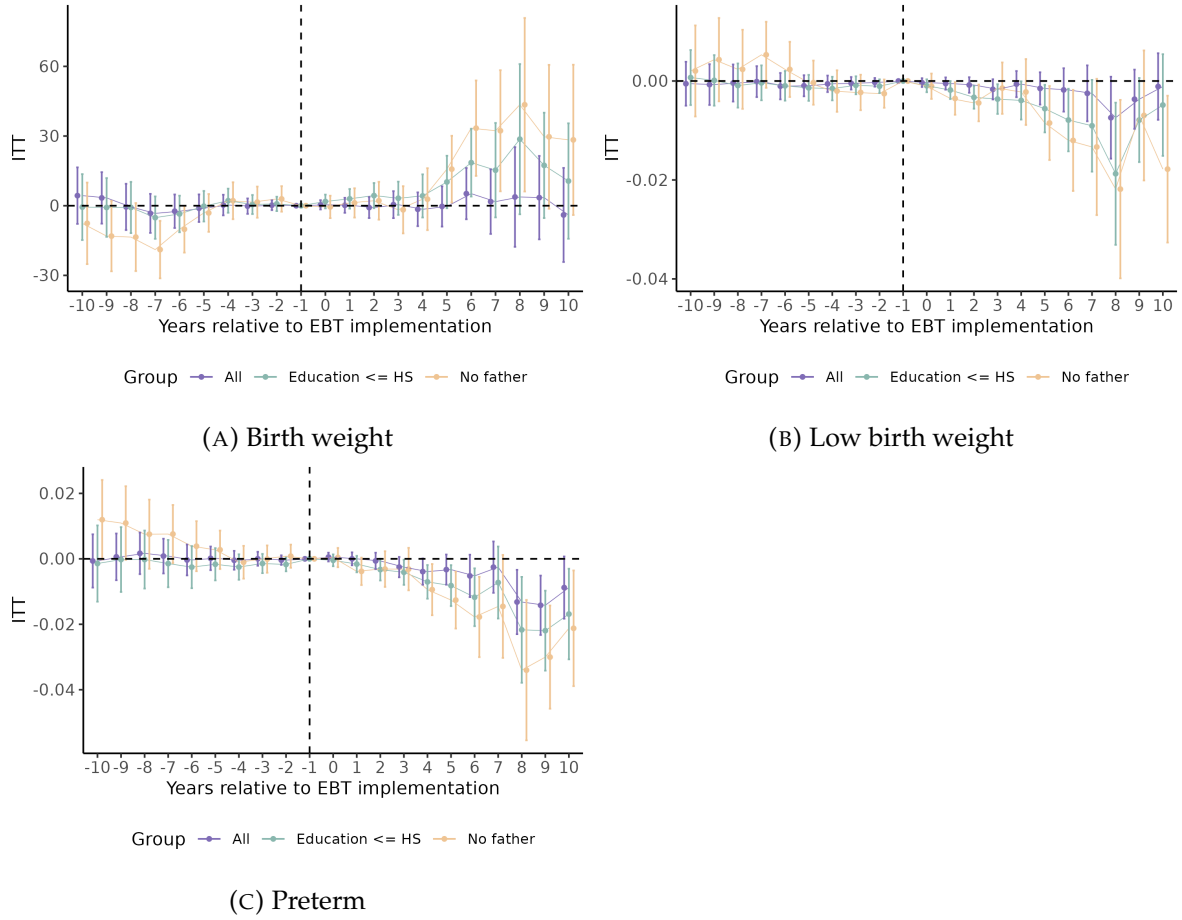 60
30
0
-30
ITT
-10 -9 -8 -7 -6 -5 -4 -3 -2 -1 0 1 2 3 4 5 6 7 8 9 10
Years relative to EBT implementation
Group All Education <= HS No father
(A) Birth weight
0.00
-0.02
-0.04
ITT
-10 -9 -8 -7 -6 -5 -4 -3 -2 -1 0 1 2 3 4 5 6 7 8 9 10
Years relative to EBT implementation
Group All Education <= HS No father
(B) Low birth weight
0.02
0.00
-0.02
-0.04
ITT
-10 -9 -8 -7 -6 -5 -4 -3 -2 -1 0 1 2 3 4 5 6 7 8 9 10
Years relative to EBT implementation
Group All Education <= HS No father
(C) Preterm